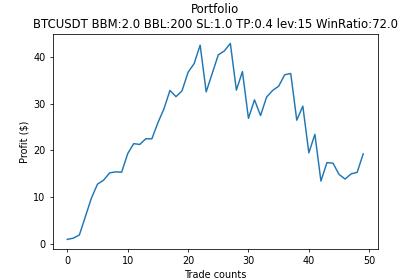 Portfolio
BTCUSDT BBM:2.0 BBL:200 SL:1.0 TP:0.4 lev:15 WinRatio:72.0
40
30
20
10
0
Profit ($)
0 10 20 30 40 50
Trade counts